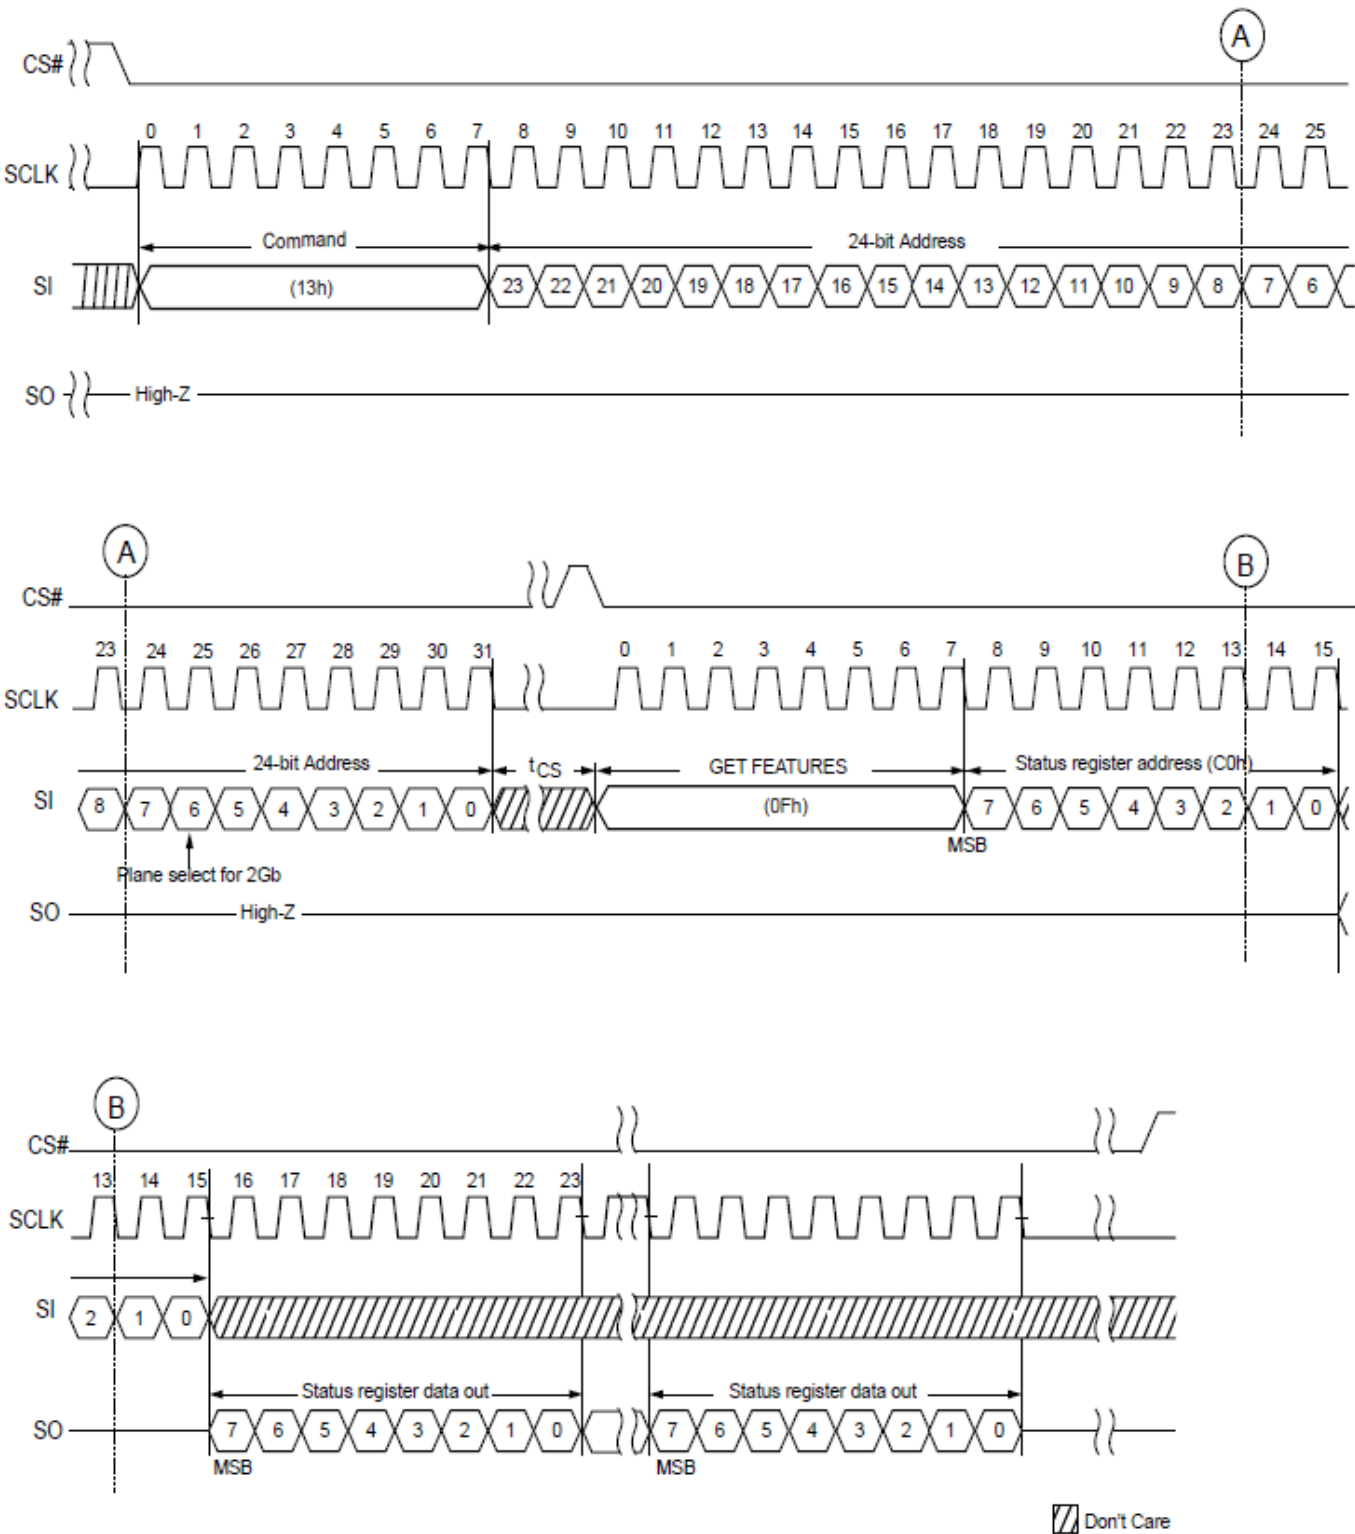 A
CS#
0 1 2 3 4 5 6 7 8 9 10 11 12 13 14 15 16 17 18 19 20 21 22 23 24 25
SCLK
Command 24-bit Address
SI (13h) 23 22 21 20 19 18 17 16 15 14 13 12 11 10 9 8 7 6
SO High-Z
A B
CS#
23 24 25 26 27 28 29 30 31 0 1 2 3 4 5 6 7 8 9 10 11 12 13 14 15
SCLK
24-bit Address tCS GET FEATURES Status register address (C0h)
SI 8 7 6 5 4 3 2 1 0 (0Fh) 7 6 5 4 3 2 1 0
MSB
Plane select for 2Gb
SO High-Z
B
CS#
13 14 15 16 17 18 19 20 21 22 23
SCLK
SI 2 1 0
Status register data out Status register data out
SO 7 6 5 4 3 2 1 0 7 6 5 4 3 2 1 0
MSB MSB
Don't Care